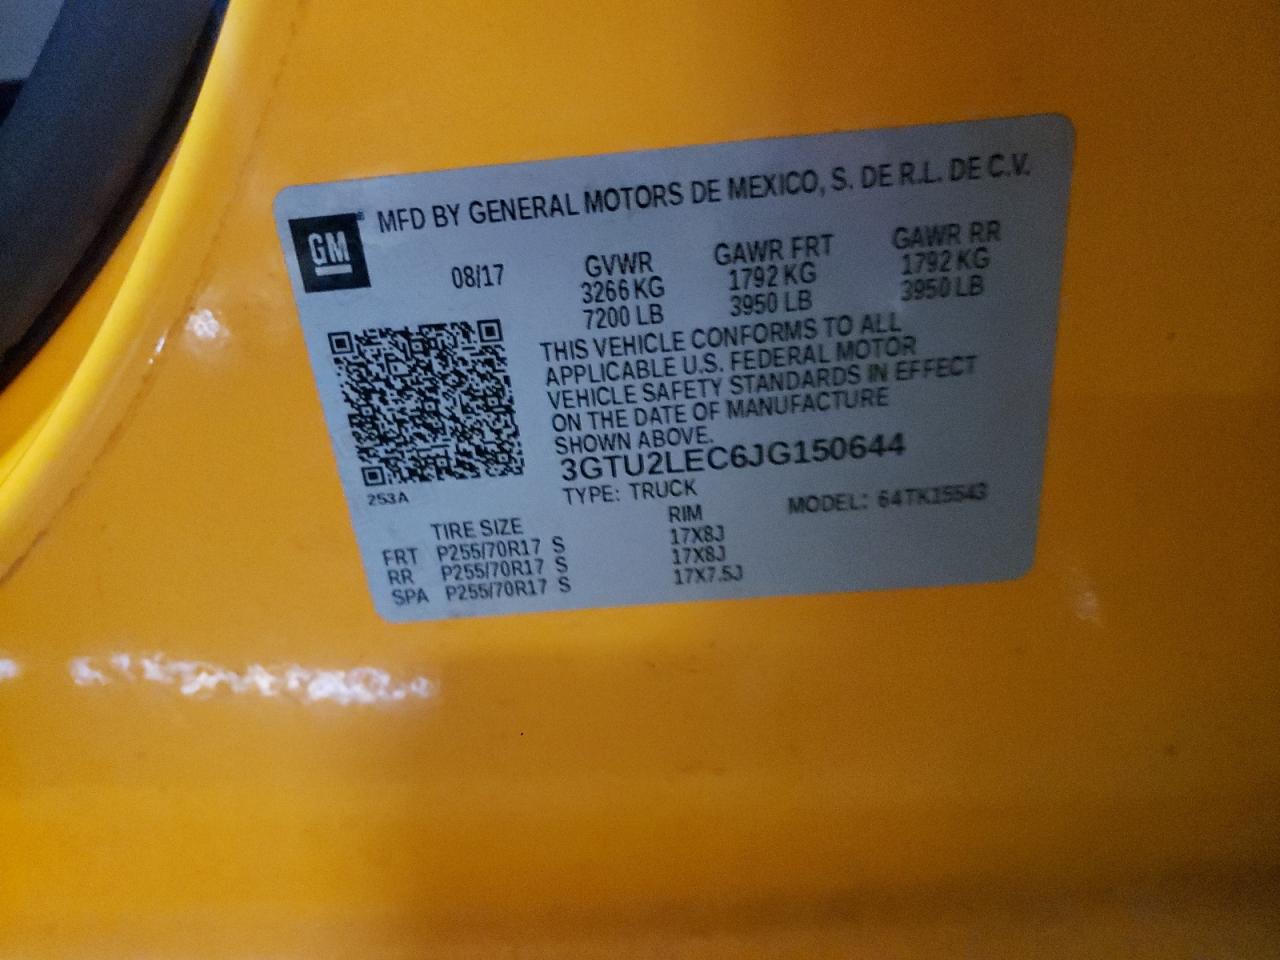 MFD BY GENERAL MOTORS DE MEXICO, S. DE R.L. DE C.V.
GM
08/17
GVWR GAWR FRT GAWR RR
3266 KG 1792 KG 1792 KG
7200 LB 3950 LB 3950 LB
THIS VEHICLE CONFORMS TO ALL
APPLICABLE U.S. FEDERAL MOTOR
VEHICLE SAFETY STANDARDS IN EFFECT
ON THE DATE OF MANUFACTURE
SHOWN ABOVE.
3GTU2LEC6JG150644
253A
TYPE: TRUCK MODEL: 64TK15543
TIRE SIZE RIM
FRT P255/70R17 S 17X8J
RR P255/70R17 S 17X8J
SPA P255/70R17 S 17X7.5J